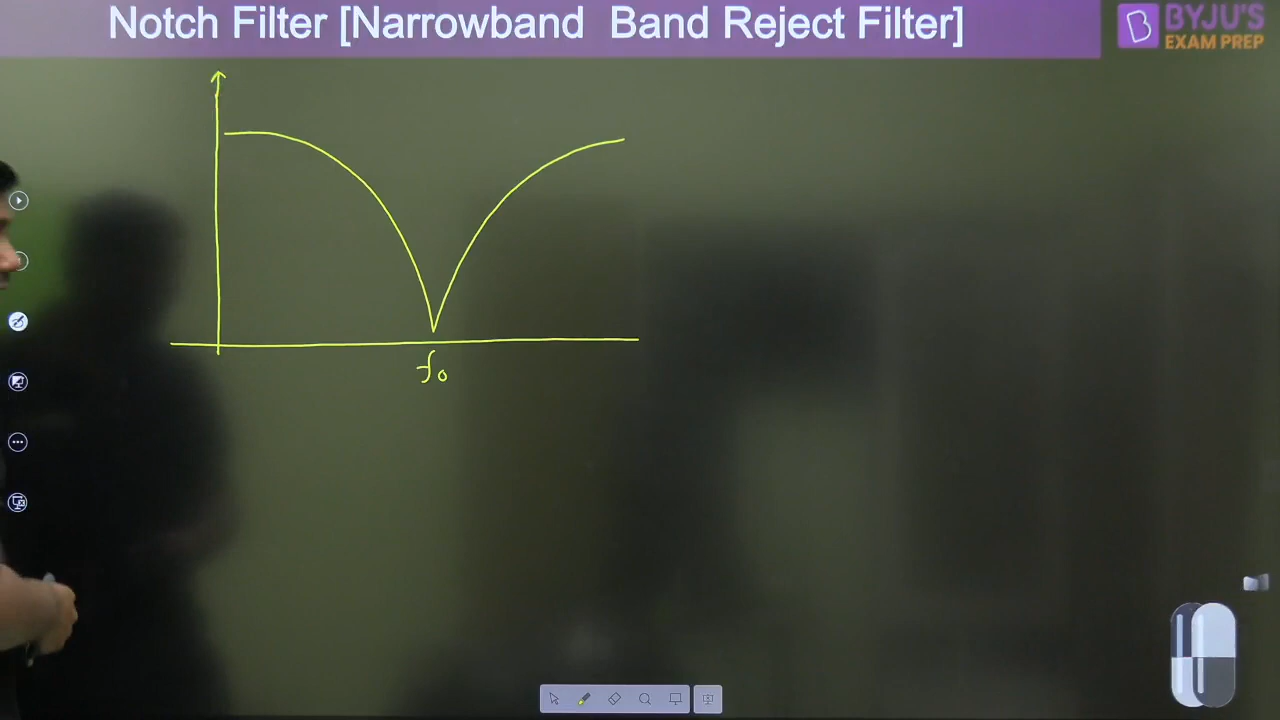 Notch Filter [Narrowband Band Reject Filter]
BYJU'S
EXAM PREP
f₀